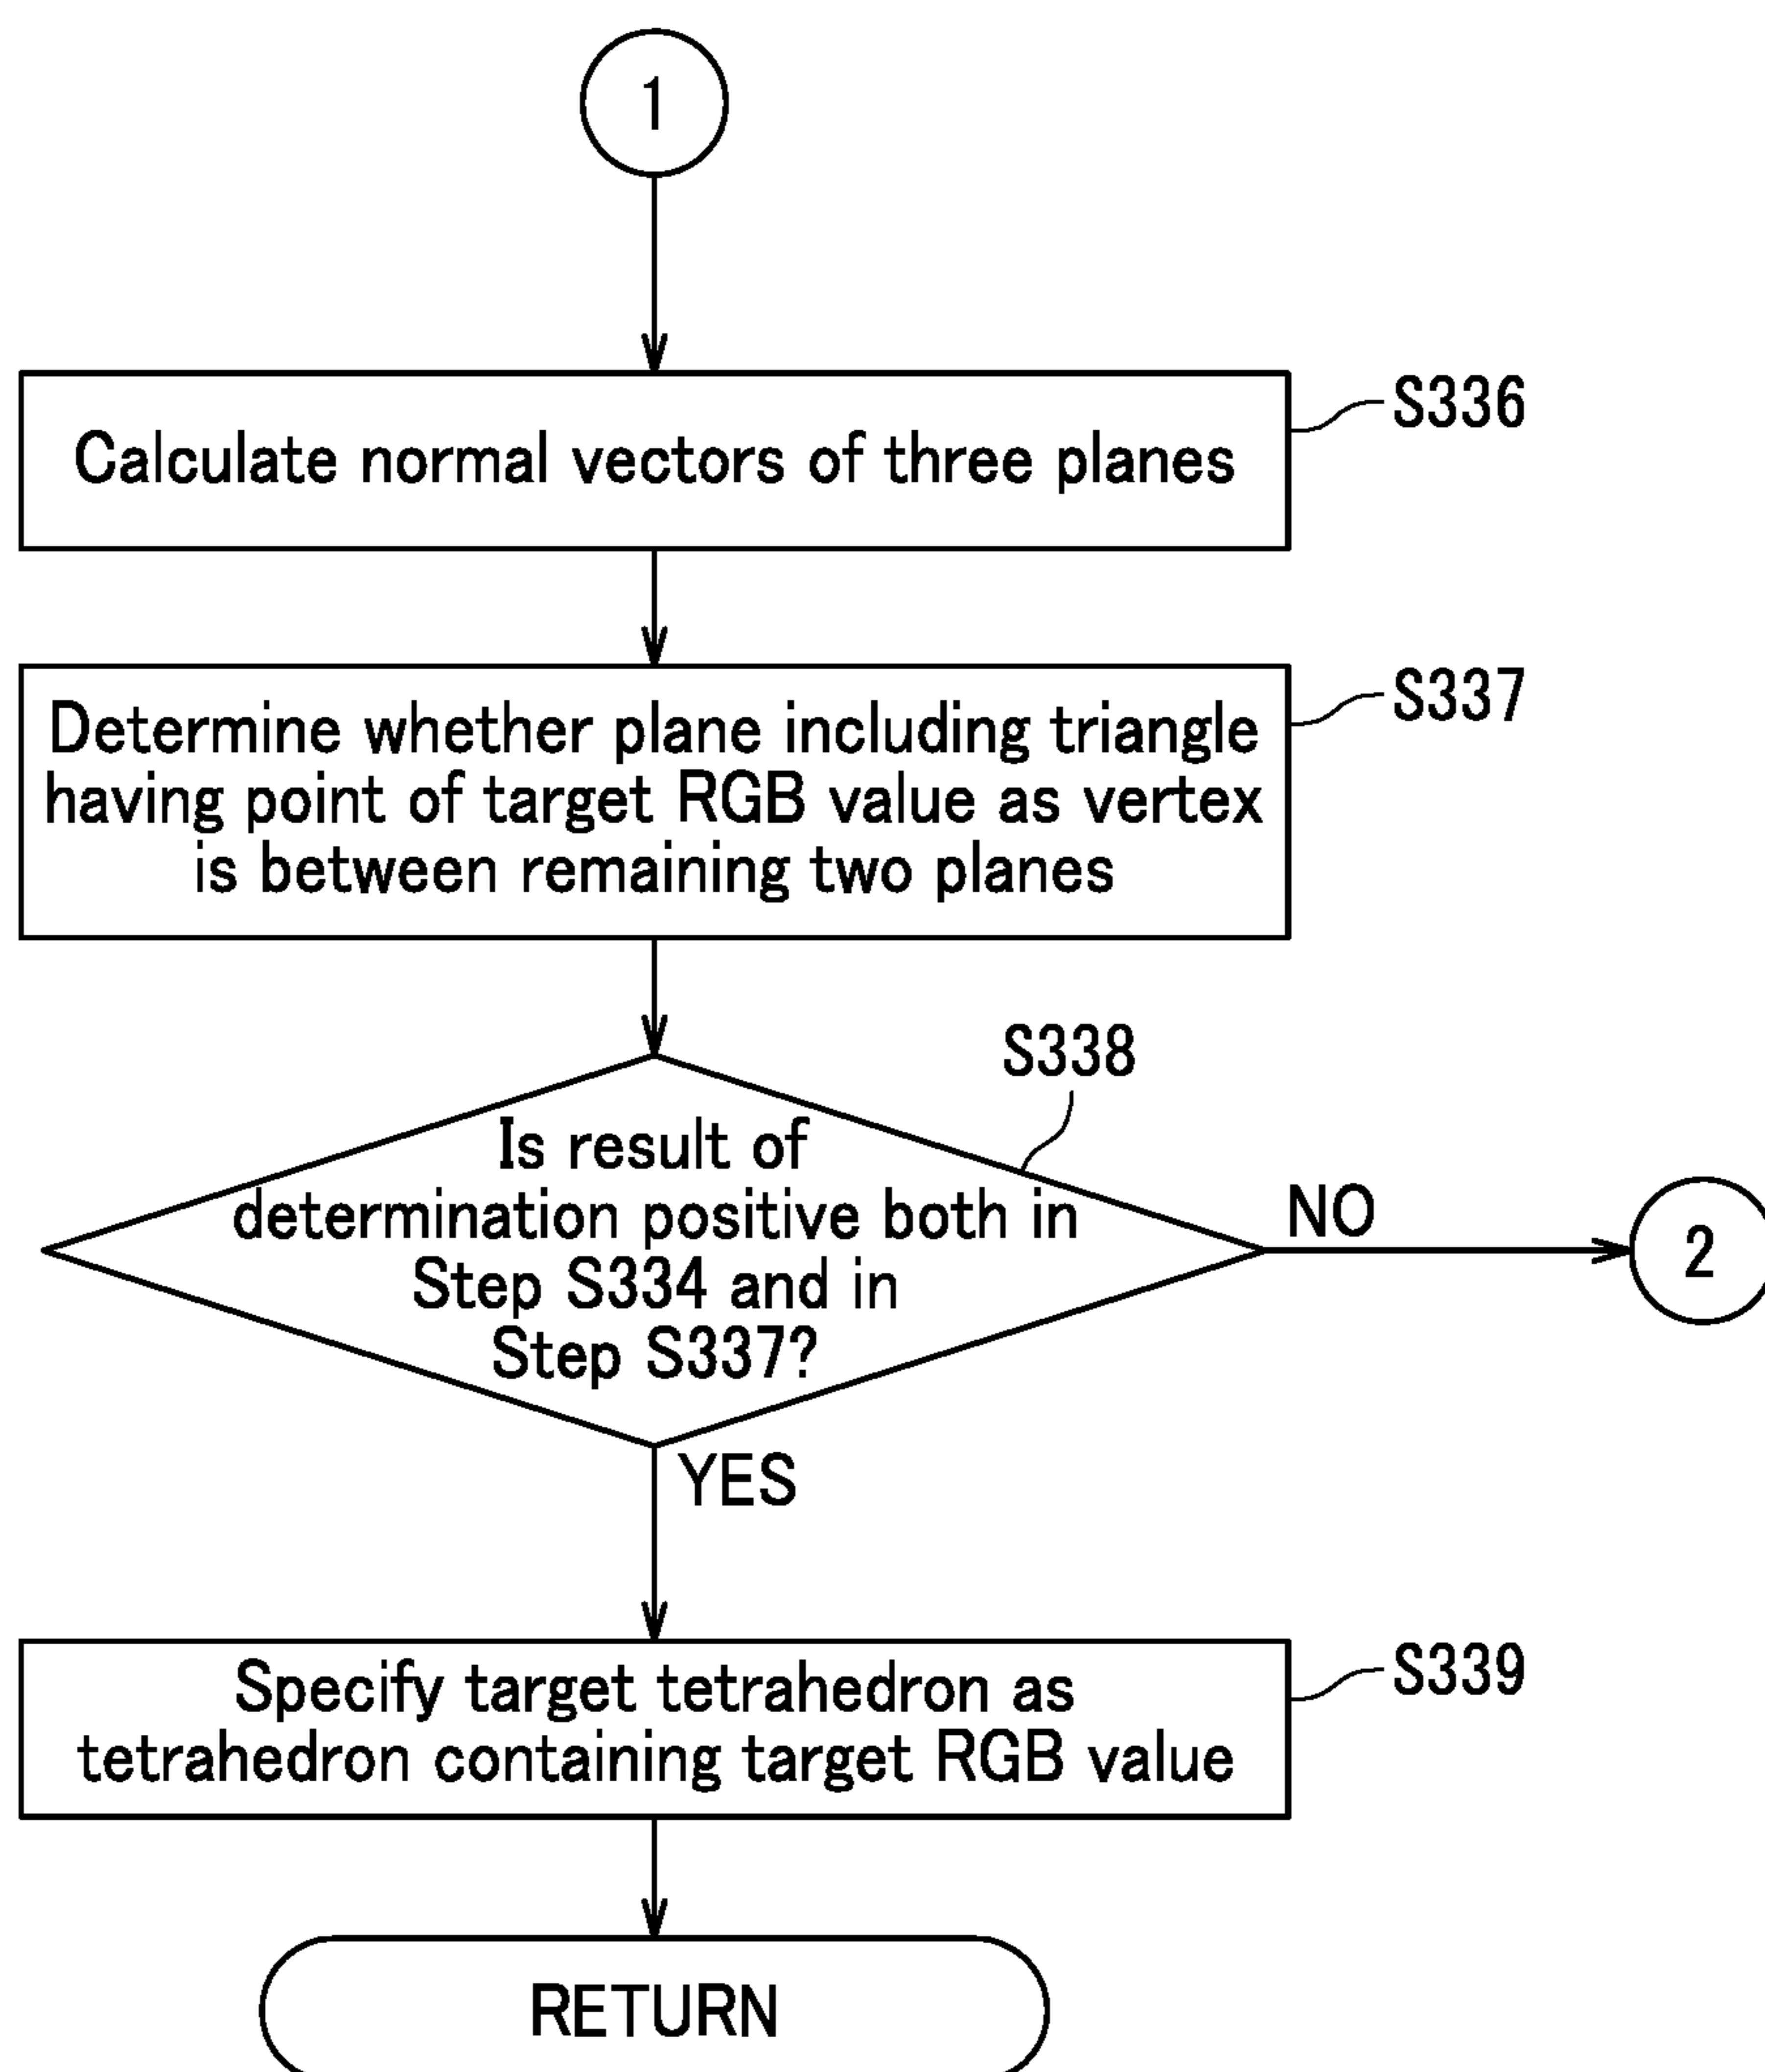 1
Calculate normal vectors of three planes
S336
Determine whether plane including triangle
having point of target RGB value as vertex
is between remaining two planes
S337
S338
Is result of
determination positive both in
Step S334 and in
Step S337?
NO
2
YES
Specify target tetrahedron as
tetrahedron containing target RGB value
S339
RETURN